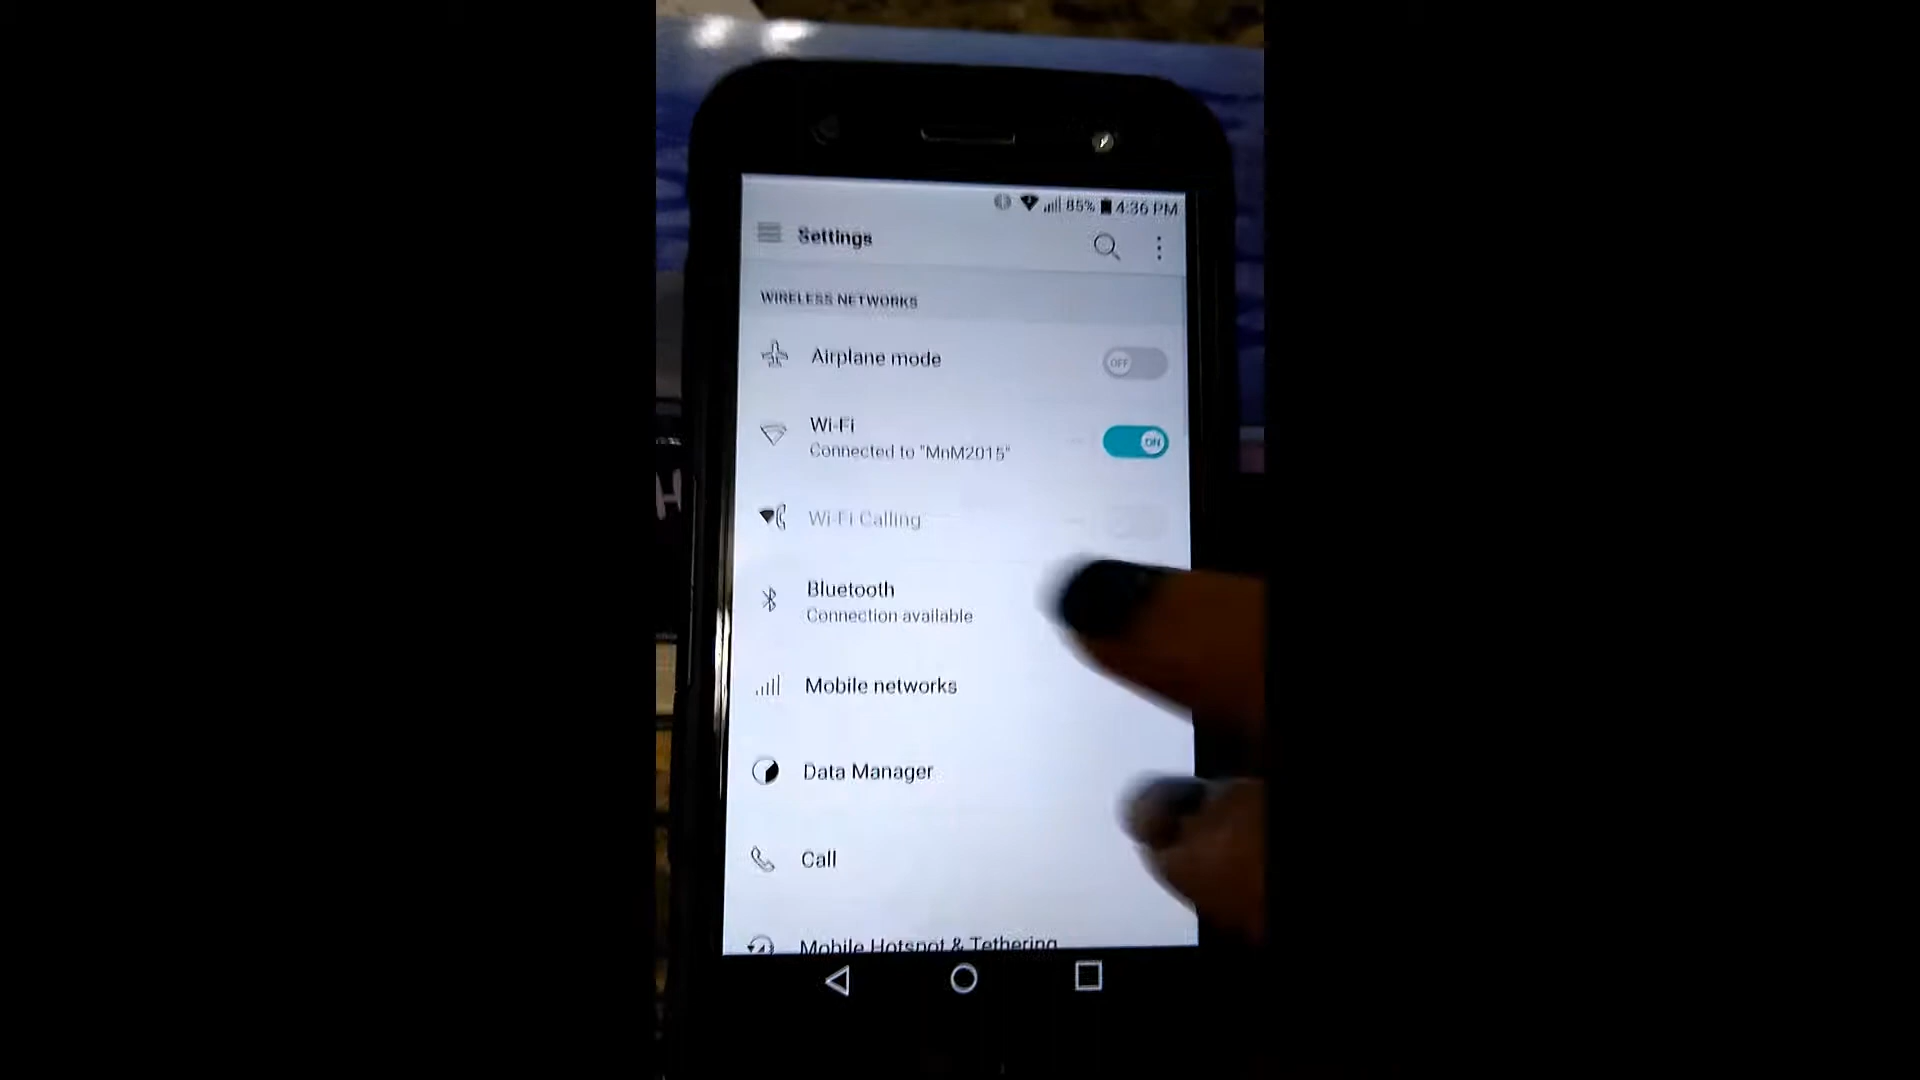 85% 4:36 PM
Settings
WIRELESS NETWORKS
Airplane mode
OFF
Wi-Fi
ON
Connected to "MnM2015"
Wi-Fi Calling
Bluetooth
Connection available
Mobile networks
Data Manager
Call
Mobile Hotspot & Tethering